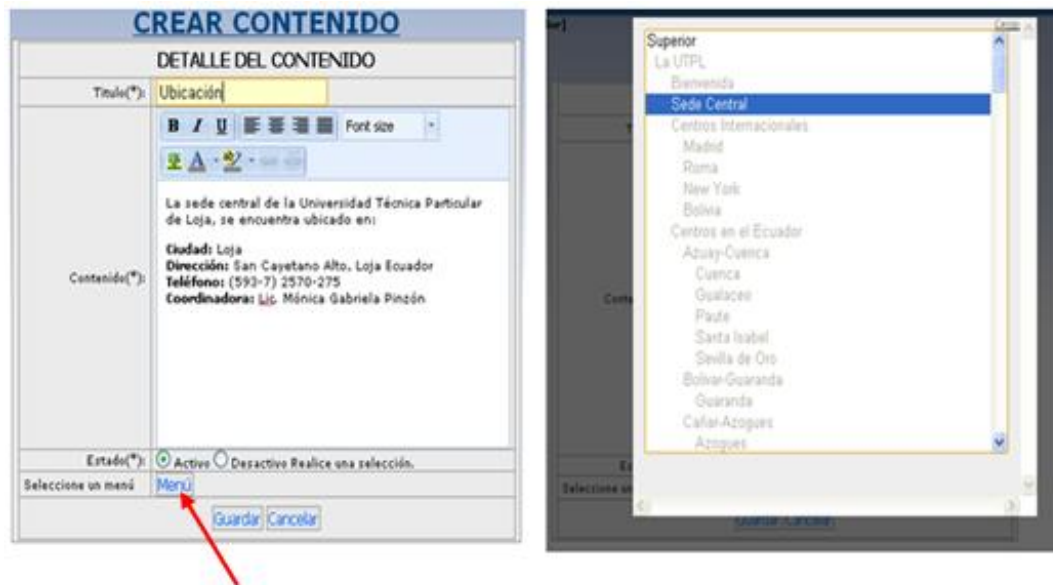 CREAR CONTENIDO
DETALLE DEL CONTENIDO
Titulo(*): Ubicación
B I U Font size
A
Contenido(*):
La sede central de la Universidad Técnica Particular
de Loja, se encuentra ubicado en:
Ciudad: Loja
Dirección: San Cayetano Alto. Loja Ecuador
Teléfono: (593-7) 2570-275
Coordinadora: Lic. Mónica Gabriela Pinzón
Estado(*): Activo Desactivo Realice una selección.
Seleccione un menú Menú
Guardar Cancelar
Superior
La UTPL
Bienvenida
Sede Central
Centros Internacionales
Madrid
Roma
New York
Bolivia
Centros en el Ecuador
Azuay-Cuenca
Cuenca
Gualaceo
Paute
Santa Isabel
Sevilla de Oro
Bolivar-Guaranda
Guaranda
Cañar-Azogues
Azogues
Guardar Cancelar